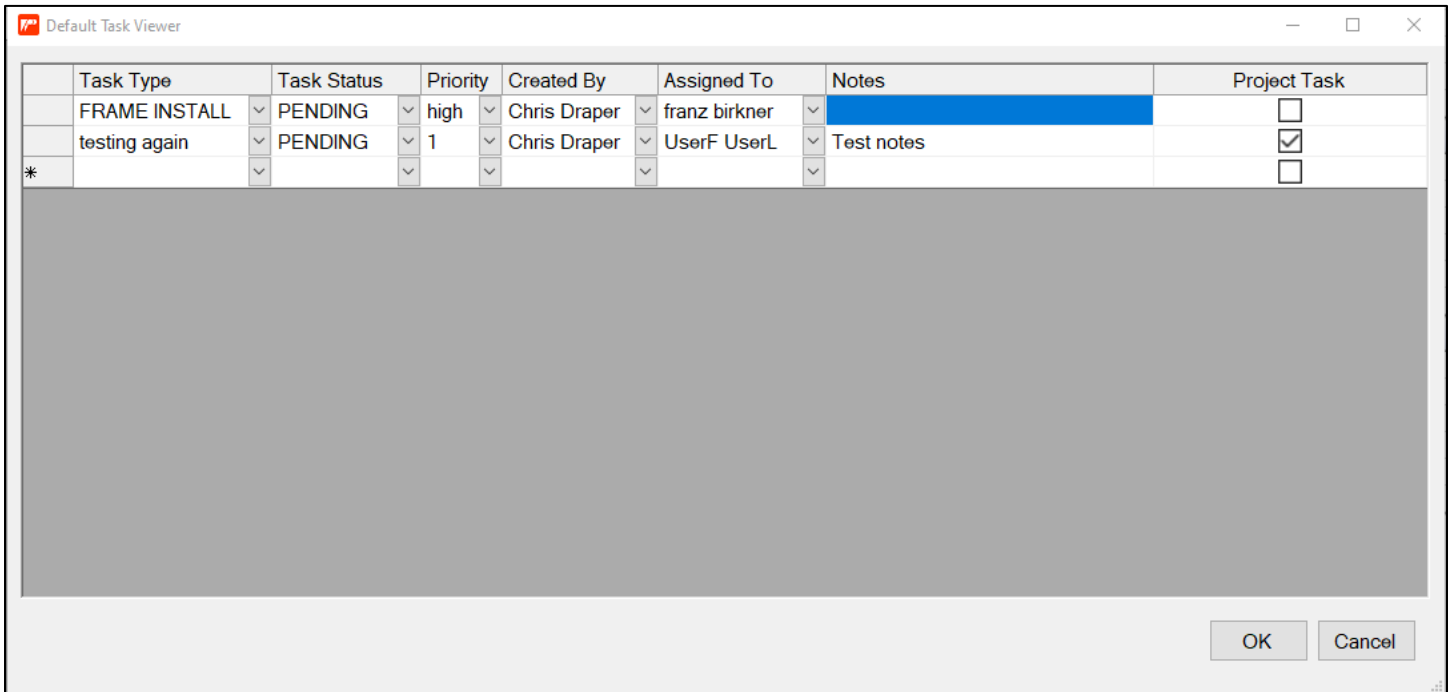 Default Task Viewer
Task Type Task Status Priority Created By Assigned To Notes Project Task
FRAME INSTALL PENDING high Chris Draper franz birkner
testing again PENDING 1 Chris Draper UserF UserL Test notes
*
OK Cancel